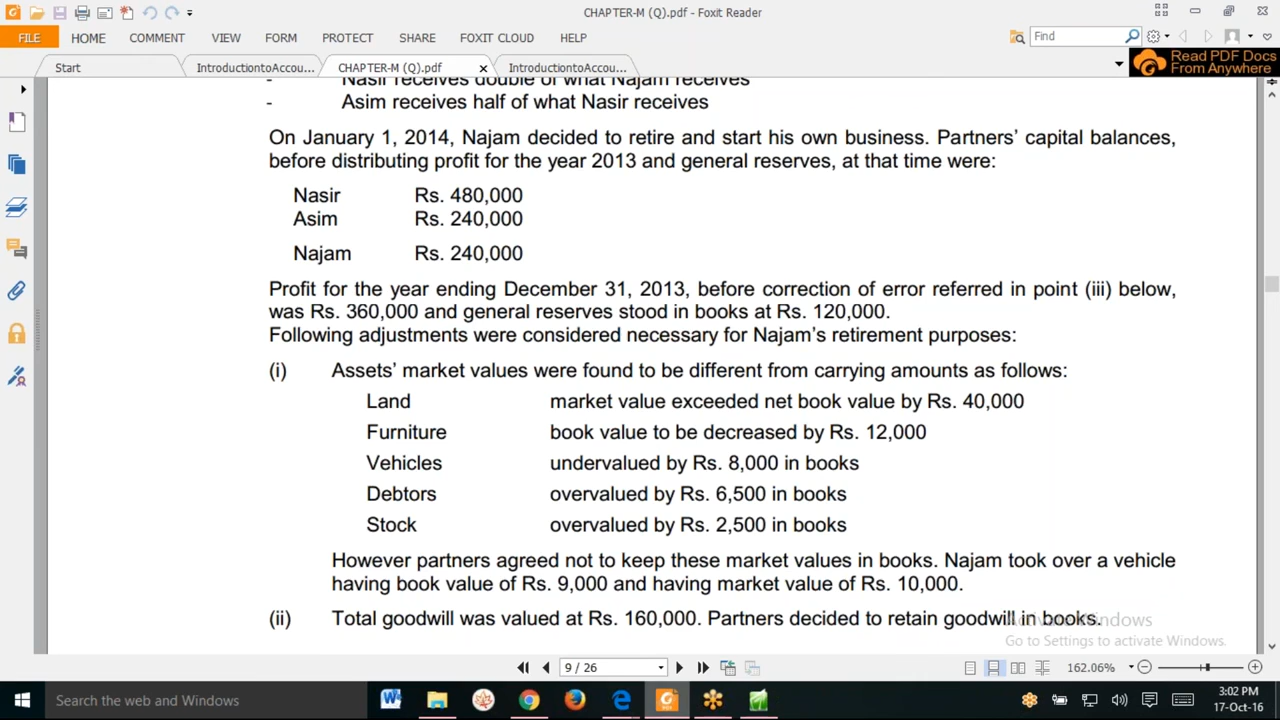 CHAPTER-M (Q).pdf - Foxit Reader
FILE HOME COMMENT VIEW FORM PROTECT SHARE FOXIT CLOUD HELP
Find
Start IntroductiontoAccou... CHAPTER-M (Q).pdf IntroductiontoAccou...
Read PDF Docs
From Anywhere
- Nasir receives double of what Najam receives
- Asim receives half of what Nasir receives
On January 1, 2014, Najam decided to retire and start his own business. Partners' capital balances,
before distributing profit for the year 2013 and general reserves, at that time were:
Nasir Rs. 480,000
Asim Rs. 240,000
Najam Rs. 240,000
Profit for the year ending December 31, 2013, before correction of error referred in point (iii) below,
was Rs. 360,000 and general reserves stood in books at Rs. 120,000.
Following adjustments were considered necessary for Najam's retirement purposes:
(i) Assets' market values were found to be different from carrying amounts as follows:
Land market value exceeded net book value by Rs. 40,000
Furniture book value to be decreased by Rs. 12,000
Vehicles undervalued by Rs. 8,000 in books
Debtors overvalued by Rs. 6,500 in books
Stock overvalued by Rs. 2,500 in books
However partners agreed not to keep these market values in books. Najam took over a vehicle
having book value of Rs. 9,000 and having market value of Rs. 10,000.
(ii) Total goodwill was valued at Rs. 160,000. Partners decided to retain goodwill in books.
Activate Windows
Go to Settings to activate Windows.
9 / 26
162.06%
Search the web and Windows
3:02 PM
17-Oct-16